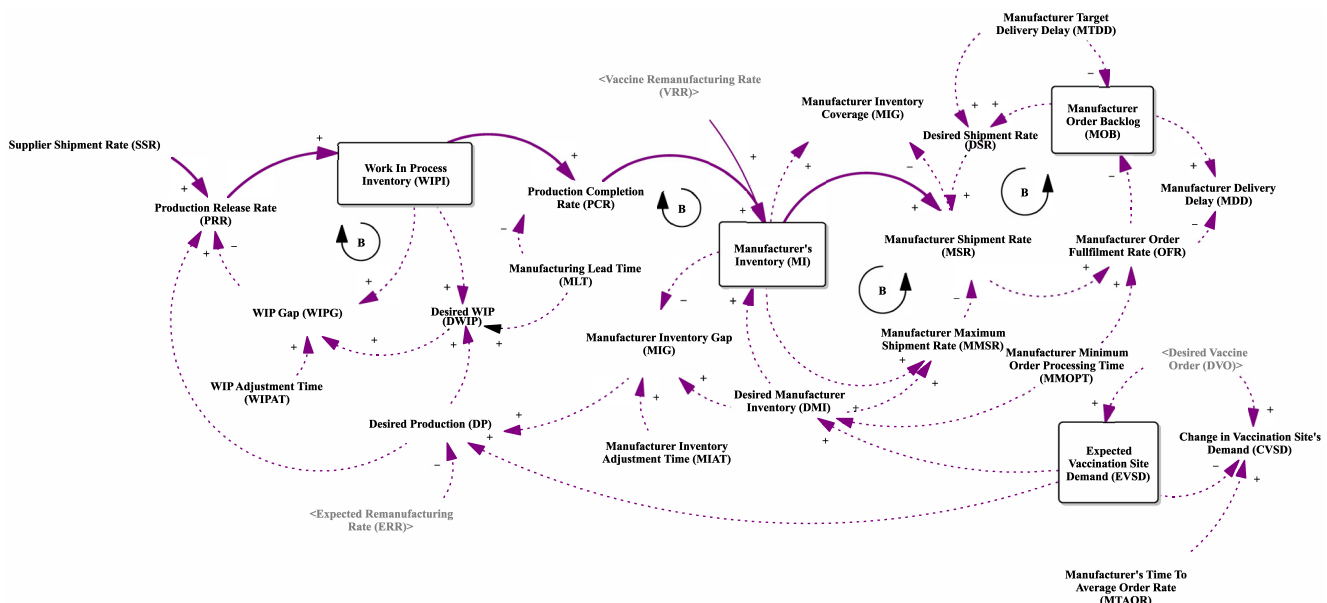 Manufacturer Target
Delivery Delay (MTDD)
<Vaccine Remanufacturing Rate
(VRR)>
Manufacturer Inventory
Coverage (MIG)
Manufacturer
Order Backlog
(MOB)
Desired Shipment Rate
(DSR)
Supplier Shipment Rate (SSR)
Work In Process
Inventory (WIPI)
Production Completion
Rate (PCR)
Production Release Rate
(PRR)
Manufacturer Delivery
Delay (MDD)
B
B
B
B
Manufacturer's
Inventory (MI)
Manufacturer Shipment Rate
(MSR)
Manufacturer Order
Fullfilment Rate (OFR)
Manufacturing Lead Time
(MLT)
WIP Gap (WIPG)
Desired WIP
(DWIP)
Manufacturer Inventory Gap
(MIG)
Manufacturer Maximum
Shipment Rate (MMSR)
Manufacturer Minimum
Order Processing Time
(MMOPT)
<Desired Vaccine
Order (DVO)>
WIP Adjustment Time
(WIPAT)
Desired Manufacturer
Inventory (DMI)
Desired Production (DP)
Manufacturer Inventory
Adjustment Time (MIAT)
Expected
Vaccination Site
Demand (EVSD)
Change in Vaccination Site's
Demand (CVSD)
<Expected Remanufacturing
Rate (ERR)>
Manufacturer's Time To
Average Order Rate
(MTAOR)